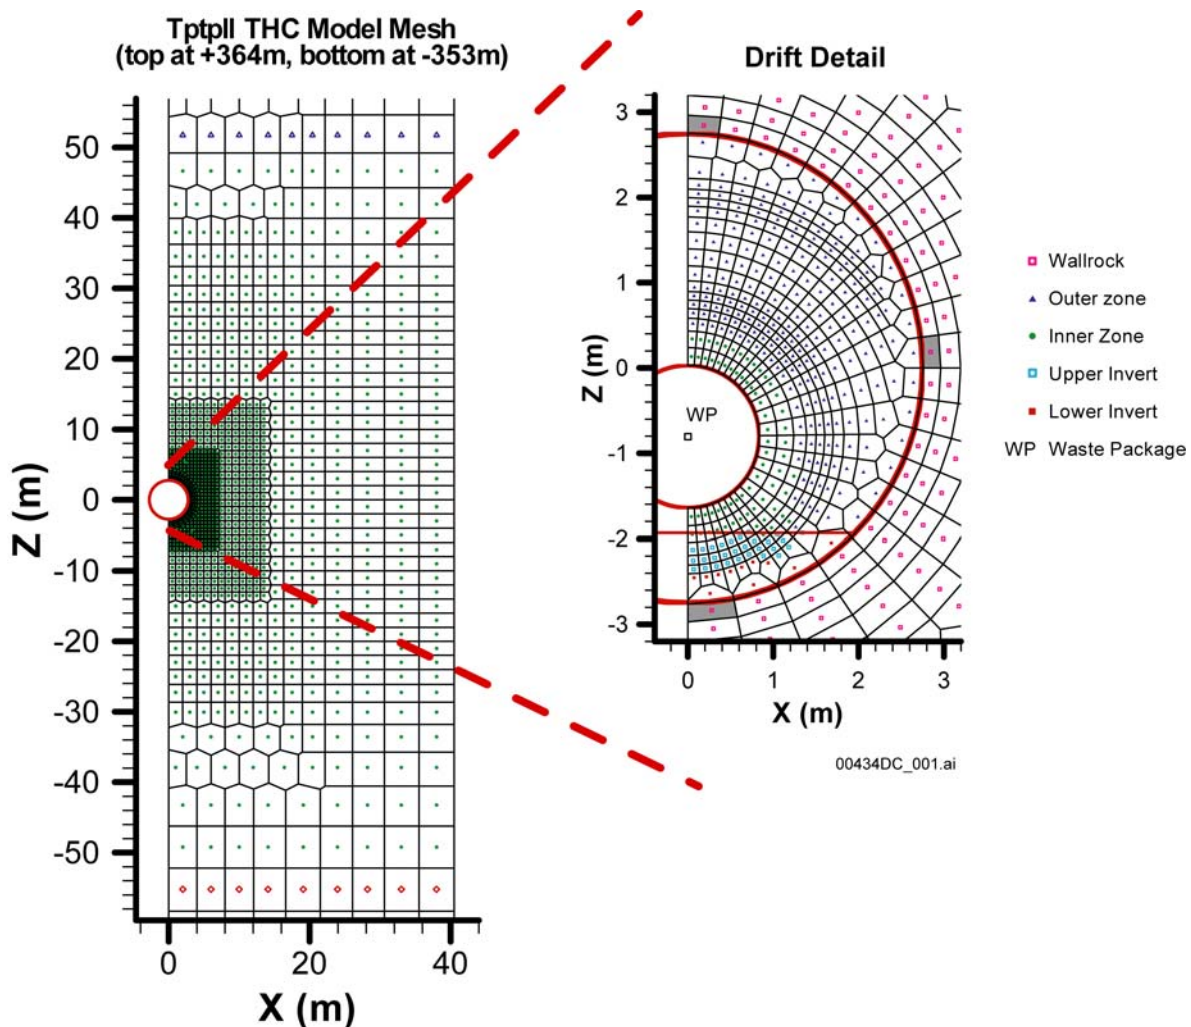 Tptpll THC Model Mesh
(top at +364m, bottom at -353m)
50
40
30
20
10
0
-10
-20
-30
-40
-50
Z (m)
0
20
40
X (m)
Drift Detail
3
2
1
0
-1
-2
-3
Z (m)
WP
0
1
2
3
X (m)
Wallrock
Outer zone
Inner Zone
Upper Invert
Lower Invert
WP Waste Package
00434DC_001.ai